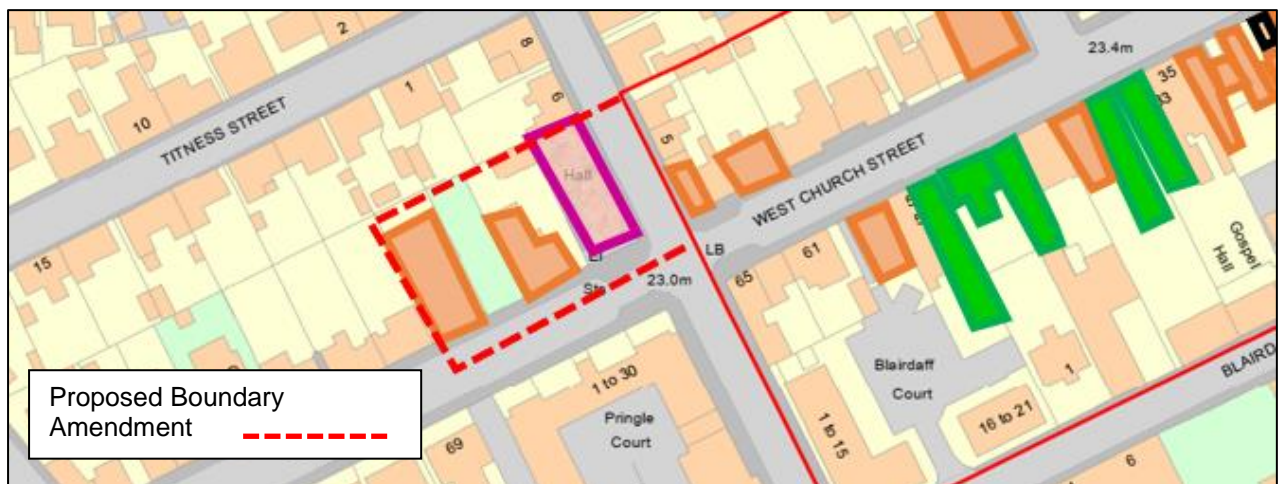 2
8
23.4m
1
6
35
33
10
TITNESS STREET
5
Hall
WEST CHURCH STREET
LB
61
65
23.0m
15
Gospel
Hall
Blairdaff
Court
1
BLAIRD
Proposed Boundary
Amendment
1 to 30
Pringle
Court
69
1 to 15
16 to 21
6